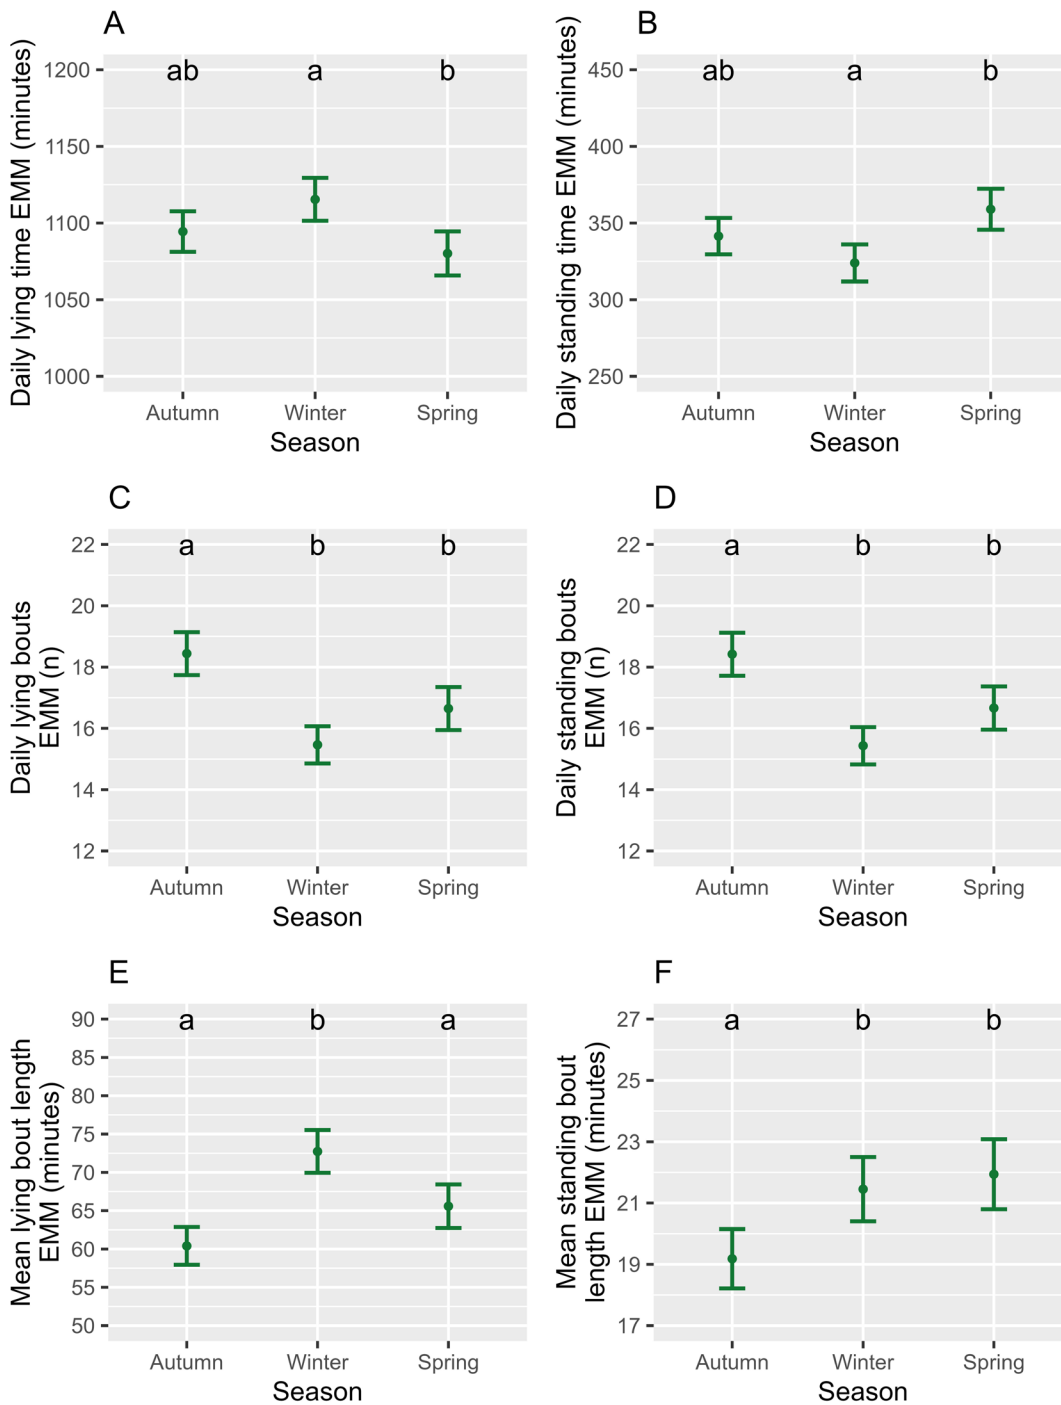 A
Daily lying time EMM (minutes)
1200
1150
1100
1050
1000
ab a b
Autumn Winter Spring
Season
B
Daily standing time EMM (minutes)
450
400
350
300
250
ab a b
Autumn Winter Spring
Season
C
Daily lying bouts
EMM (n)
22
20
18
16
14
12
a b b
Autumn Winter Spring
Season
D
Daily standing bouts
EMM (n)
22
20
18
16
14
12
a b b
Autumn Winter Spring
Season
E
Mean lying bout length
EMM (minutes)
90
85
80
75
70
65
60
55
50
a b a
Autumn Winter Spring
Season
F
Mean standing bout
length EMM (minutes)
27
25
23
21
19
17
a b b
Autumn Winter Spring
Season